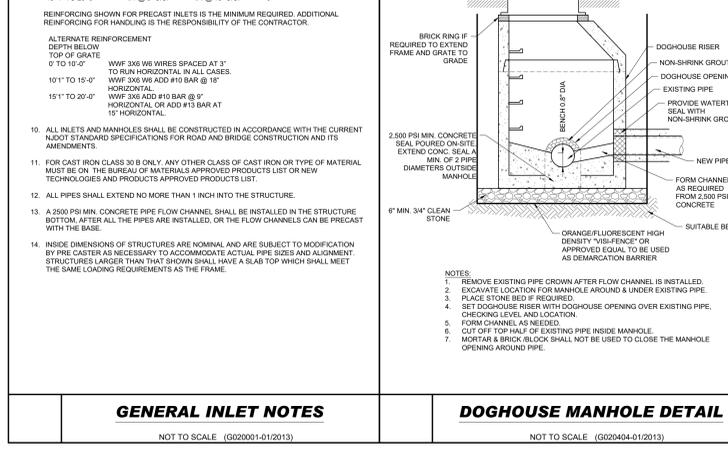 REINFORCING SHOWN FOR PRECAST INLETS IS THE MINIMUM REQUIRED. ADDITIONAL
REINFORCING FOR HANDLING IS THE RESPONSIBILITY OF THE CONTRACTOR.
ALTERNATE REINFORCEMENT
DEPTH BELOW
TOP OF GRATE
0' TO 10'-0" WWF 3X6 W6 WIRES SPACED AT 3"
TO RUN HORIZONTAL IN ALL CASES.
10'1" TO 15'-0" WWF 3X6 W6 ADD #10 BAR @ 18"
HORIZONTAL.
15'1" TO 20'-0" WWF 3X6 ADD #10 BAR @ 9"
HORIZONTAL OR ADD #13 BAR AT
15" HORIZONTAL.
10. ALL INLETS AND MANHOLES SHALL BE CONSTRUCTED IN ACCORDANCE WITH THE CURRENT
NJDOT STANDARD SPECIFICATIONS FOR ROAD AND BRIDGE CONSTRUCTION AND ITS
AMENDMENTS.
11. FOR CAST IRON CLASS 30 B ONLY. ANY OTHER CLASS OF CAST IRON OR TYPE OF MATERIAL
MUST BE ON THE BUREAU OF MATERIALS APPROVED PRODUCTS LIST OR NEW
TECHNOLOGIES AND PRODUCTS APPROVED PRODUCTS LIST.
12. ALL PIPES SHALL EXTEND NO MORE THAN 1 INCH INTO THE STRUCTURE.
13. A 2500 PSI MIN. CONCRETE PIPE FLOW CHANNEL SHALL BE INSTALLED IN THE STRUCTURE
BOTTOM, AFTER ALL THE PIPES ARE INSTALLED, OR THE FLOW CHANNELS CAN BE PRECAST
WITH THE BASE.
14. INSIDE DIMENSIONS OF STRUCTURES ARE NOMINAL AND ARE SUBJECT TO MODIFICATION
BY PRE CASTER AS NECESSARY TO ACCOMMODATE ACTUAL PIPE SIZES AND ALIGNMENT.
STRUCTURES LARGER THAN THAT SHOWN SHALL HAVE A SLAB TOP WHICH SHALL MEET
THE SAME LOADING REQUIREMENTS AS THE FRAME.
GENERAL INLET NOTES
NOT TO SCALE (G020001-01/2013)
BRICK RING IF
REQUIRED TO EXTEND
FRAME AND GRATE TO
GRADE
2,500 PSI MIN. CONCRETE
SEAL POURED ON-SITE,
EXTEND CONC. SEAL A
MIN. OF 2 PIPE
DIAMETERS OUTSIDE
MANHOLE
6" MIN. 3/4" CLEAN
STONE
BENCH 0.8" DIA
DOGHOUSE RISER
NON-SHRINK GROUT
DOGHOUSE OPENIN
EXISTING PIPE
PROVIDE WATERT
SEAL WITH
NON-SHRINK GRO
NEW PIPE
FORM CHANNEL
AS REQUIRED
FROM 2,500 PSI
CONCRETE
SUITABLE BE
ORANGE/FLUORESCENT HIGH
DENSITY "VISI-FENCE" OR
APPROVED EQUAL TO BE USED
AS DEMARCATION BARRIER
NOTES:
1. REMOVE EXISTING PIPE CROWN AFTER FLOW CHANNEL IS INSTALLED.
2. EXCAVATE LOCATION FOR MANHOLE AROUND & UNDER EXISTING PIPE.
3. PLACE STONE BED IF REQUIRED.
4. SET DOGHOUSE RISER WITH DOGHOUSE OPENING OVER EXISTING PIPE,
CHECKING LEVEL AND LOCATION.
5. FORM CHANNEL AS NEEDED.
6. CUT OFF TOP HALF OF EXISTING PIPE INSIDE MANHOLE.
7. MORTAR & BRICK /BLOCK SHALL NOT BE USED TO CLOSE THE MANHOLE
OPENING AROUND PIPE.
DOGHOUSE MANHOLE DETAIL
NOT TO SCALE (G020404-01/2013)